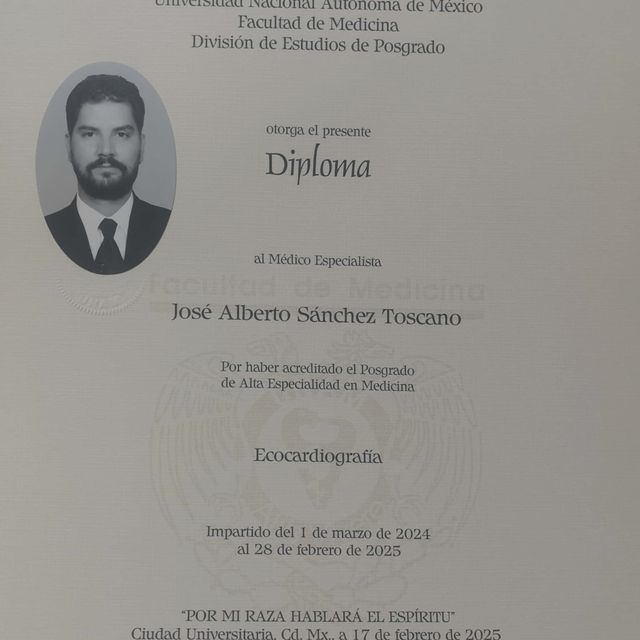 Universidad Nacional Autónoma de México
Facultad de Medicina
División de Estudios de Posgrado
otorga el presente
Diploma
al Médico Especialista
Facultad de Medicina
José Alberto Sánchez Toscano
Por haber acreditado el Posgrado
de Alta Especialidad en Medicina
Ecocardiografía
Impartido del 1 de marzo de 2024
al 28 de febrero de 2025
"POR MI RAZA HABLARÁ EL ESPÍRITU"
Ciudad Universitaria, Cd. Mx., a 17 de febrero de 2025